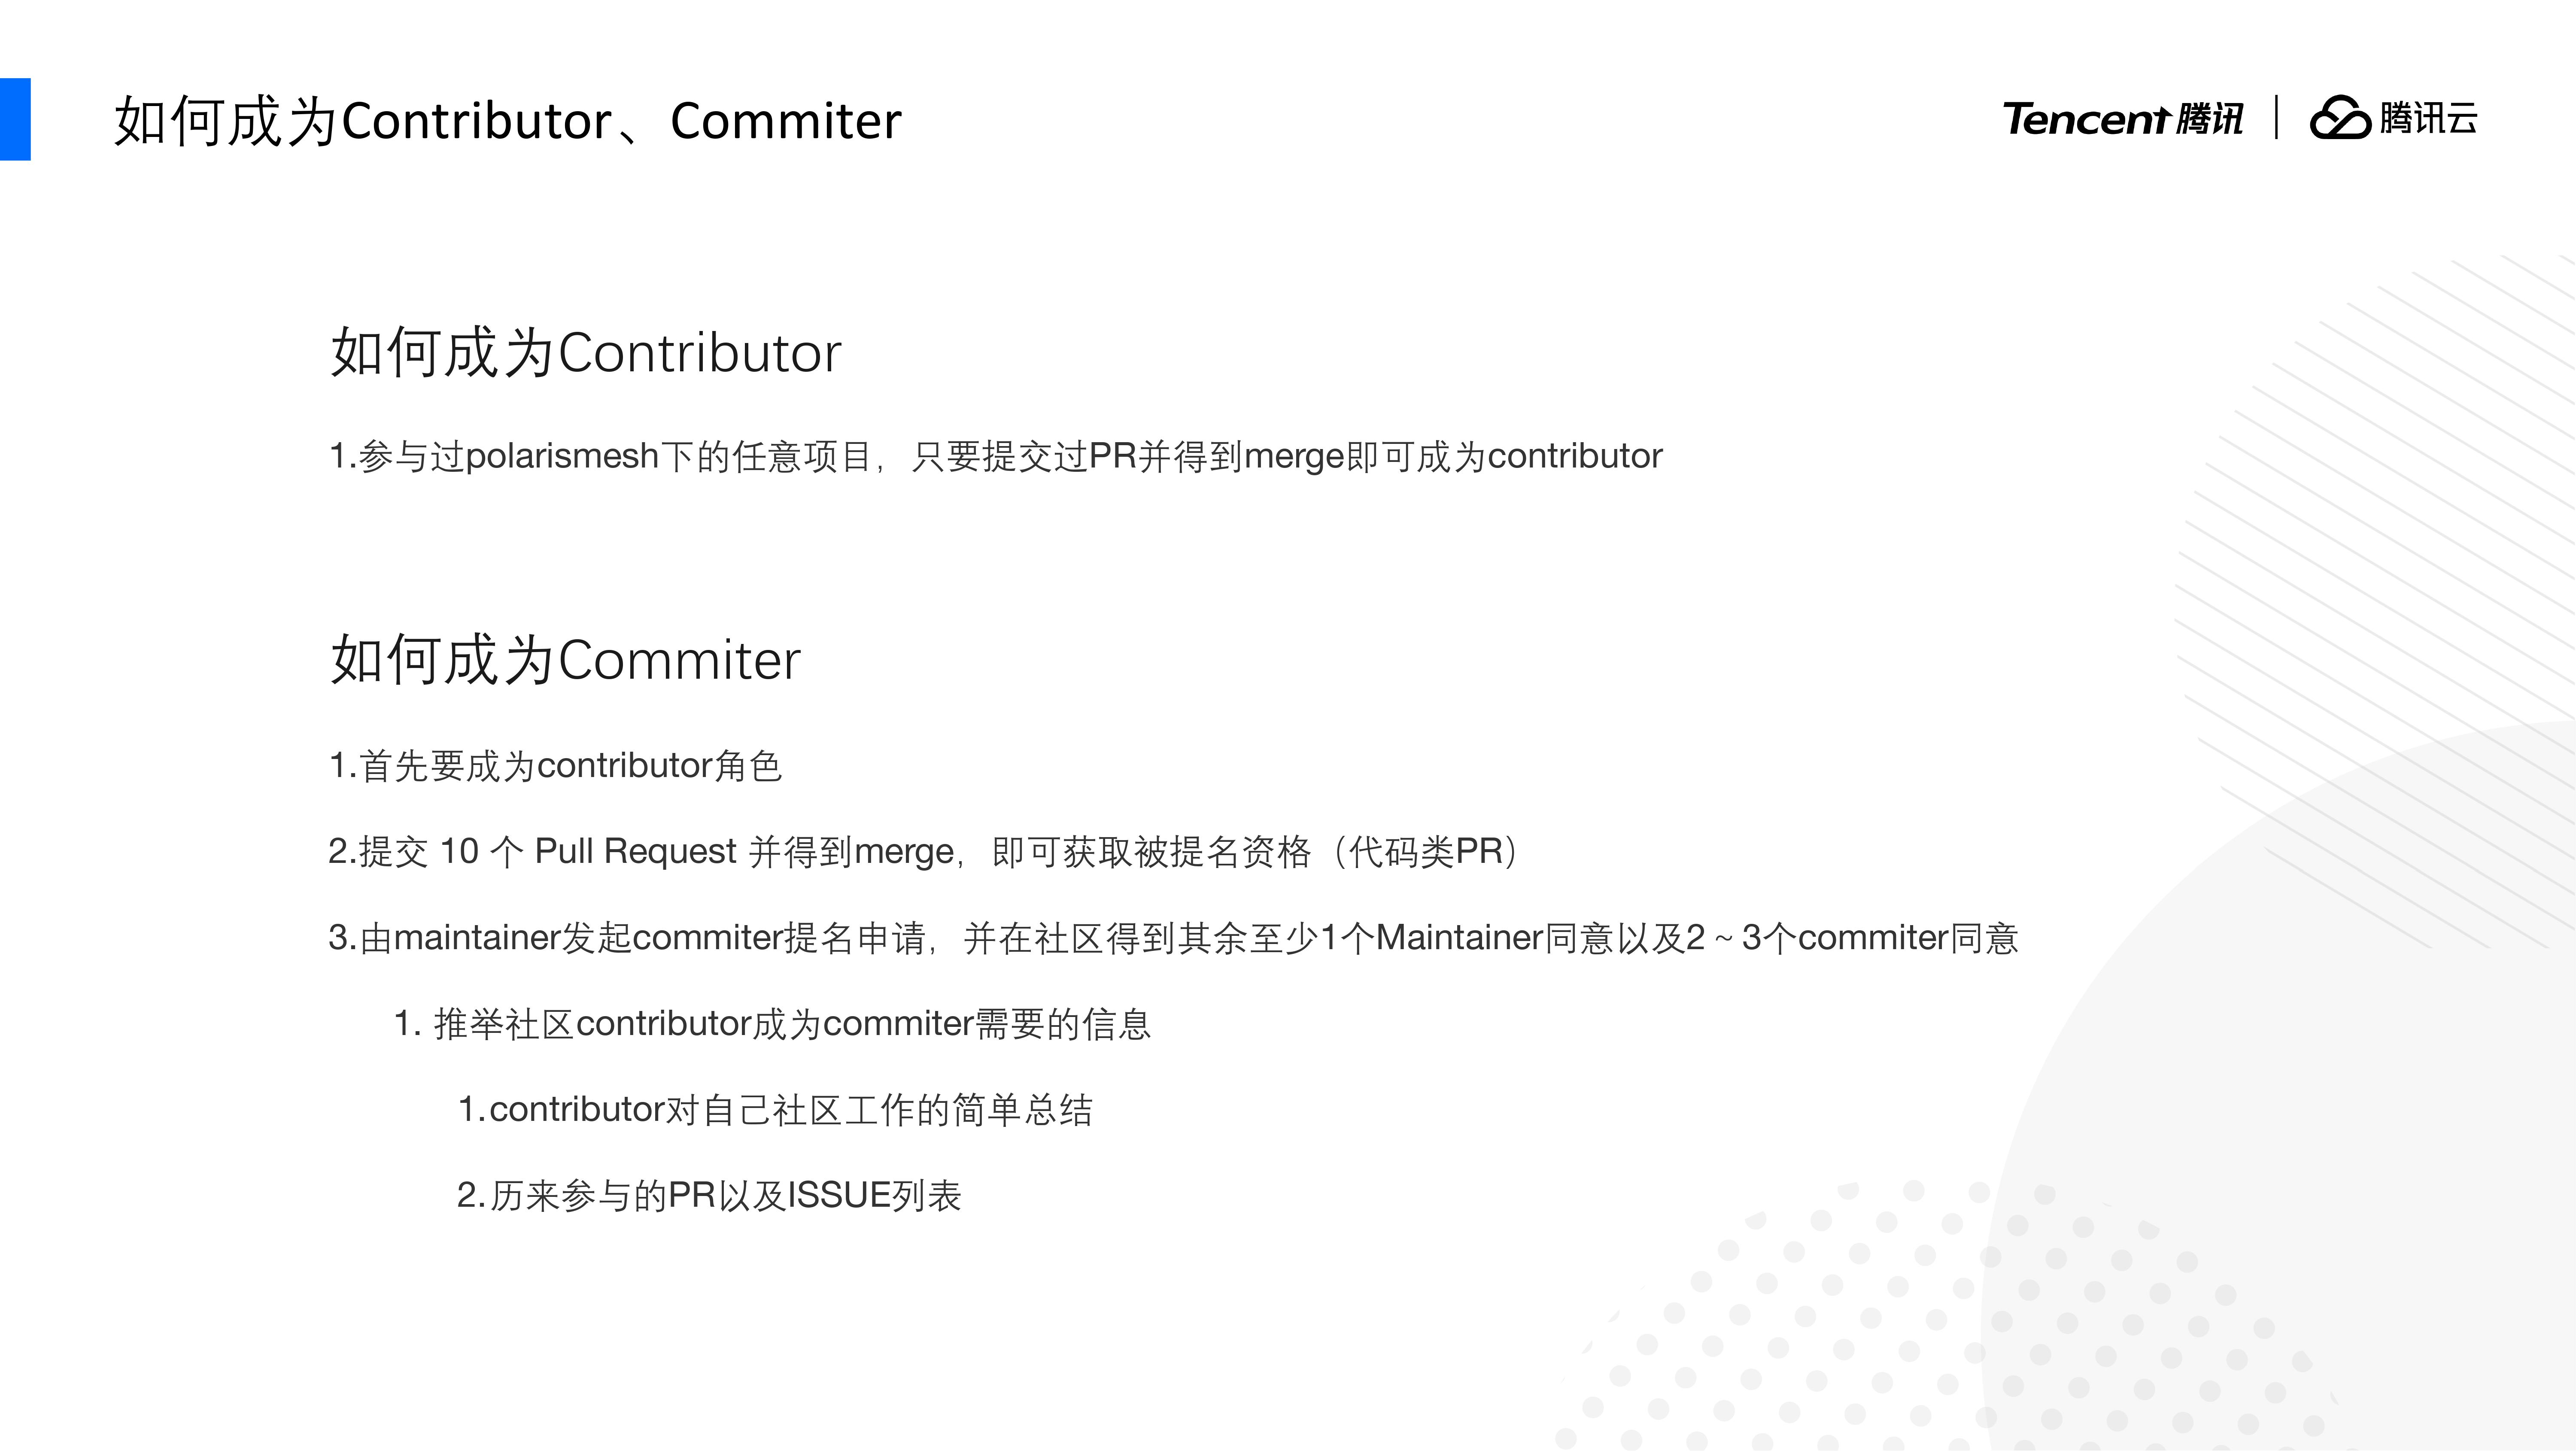 如何成为Contributor、Commiter
Tencent腾讯 | 腾讯云
如何成为Contributor
1.参与过polarismesh下的任意项目，只要提交过PR并得到merge即可成为contributor
如何成为Commiter
1.首先要成为contributor角色
2.提交 10 个 Pull Request 并得到merge，即可获取被提名资格（代码类PR）
3.由maintainer发起commiter提名申请，并在社区得到其余至少1个Maintainer同意以及2～3个commiter同意
1. 推举社区contributor成为commiter需要的信息
1.contributor对自己社区工作的简单总结
2.历来参与的PR以及ISSUE列表